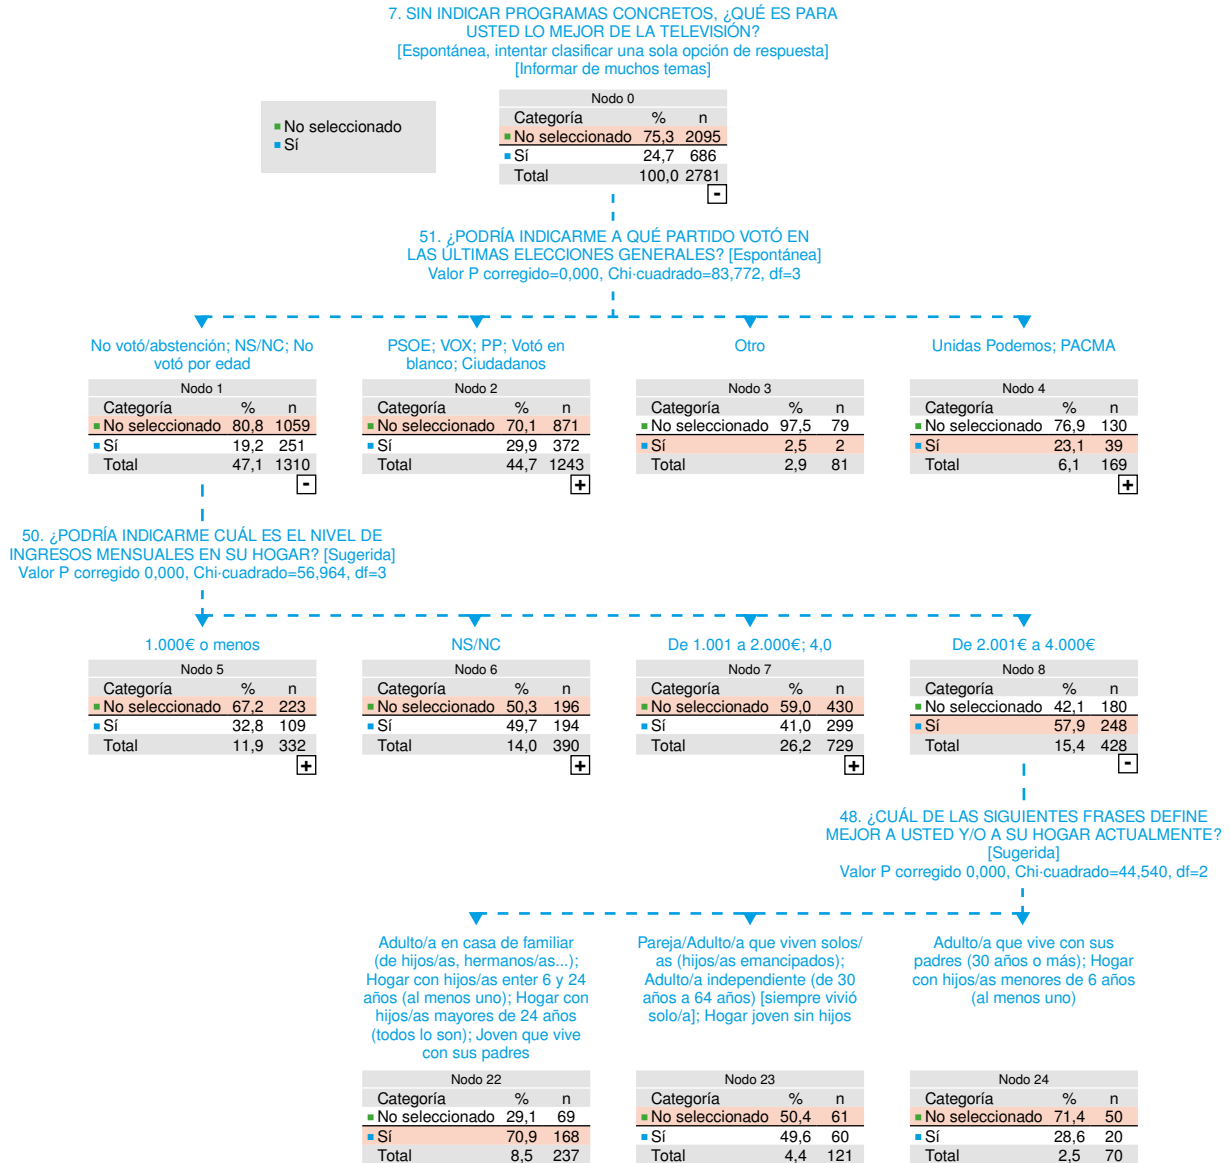 7. SIN INDICAR PROGRAMAS CONCRETOS, ¿QUÉ ES PARA
USTED LO MEJOR DE LA TELEVISIÓN?
[Espontánea, intentar clasificar una sola opción de respuesta]
[Informar de muchos temas]
No seleccionado
Sí
Nodo 0
Categoría % n
No seleccionado 75,3 2095
Sí 24,7 686
Total 100,0 2781
-
51. ¿PODRÍA INDICARME A QUÉ PARTIDO VOTÓ EN
LAS ÚLTIMAS ELECCIONES GENERALES? [Espontánea]
Valor P corregido=0,000, Chi-cuadrado=83,772, df=3
No votó/abstención; NS/NC; No
votó por edad
Nodo 1
Categoría % n
No seleccionado 80,8 1059
Sí 19,2 251
Total 47,1 1310
-
PSOE; VOX; PP; Votó en
blanco; Ciudadanos
Nodo 2
Categoría % n
No seleccionado 70,1 871
Sí 29,9 372
Total 44,7 1243
+
Otro
Nodo 3
Categoría % n
No seleccionado 97,5 79
Sí 2,5 2
Total 2,9 81
Unidas Podemos; PACMA
Nodo 4
Categoría % n
No seleccionado 76,9 130
Sí 23,1 39
Total 6,1 169
+
50. ¿PODRÍA INDICARME CUÁL ES EL NIVEL DE
INGRESOS MENSUALES EN SU HOGAR? [Sugerida]
Valor P corregido 0,000, Chi-cuadrado=56,964, df=3
1.000€ o menos
Nodo 5
Categoría % n
No seleccionado 67,2 223
Sí 32,8 109
Total 11,9 332
+
NS/NC
Nodo 6
Categoría % n
No seleccionado 50,3 196
Sí 49,7 194
Total 14,0 390
+
De 1.001 a 2.000€; 4,0
Nodo 7
Categoría % n
No seleccionado 59,0 430
Sí 41,0 299
Total 26,2 729
+
De 2.001€ a 4.000€
Nodo 8
Categoría % n
No seleccionado 42,1 180
Sí 57,9 248
Total 15,4 428
-
48. ¿CUÁL DE LAS SIGUIENTES FRASES DEFINE
MEJOR A USTED Y/O A SU HOGAR ACTUALMENTE?
[Sugerida]
Valor P corregido 0,000, Chi-cuadrado=44,540, df=2
Adulto/a en casa de familiar
(de hijos/as, hermanos/as...);
Hogar con hijos/as enter 6 y 24
años (al menos uno); Hogar con
hijos/as mayores de 24 años
(todos lo son); Joven que vive
con sus padres
Nodo 22
Categoría % n
No seleccionado 29,1 69
Sí 70,9 168
Total 8,5 237
Pareja/Adulto/a que viven solos/
as (hijos/as emancipados);
Adulto/a independiente (de 30
años a 64 años) [siempre vivió
solo/a]; Hogar joven sin hijos
Nodo 23
Categoría % n
No seleccionado 50,4 61
Sí 49,6 60
Total 4,4 121
Adulto/a que vive con sus
padres (30 años o más); Hogar
con hijos/as menores de 6 años
(al menos uno)
Nodo 24
Categoría % n
No seleccionado 71,4 50
Sí 28,6 20
Total 2,5 70